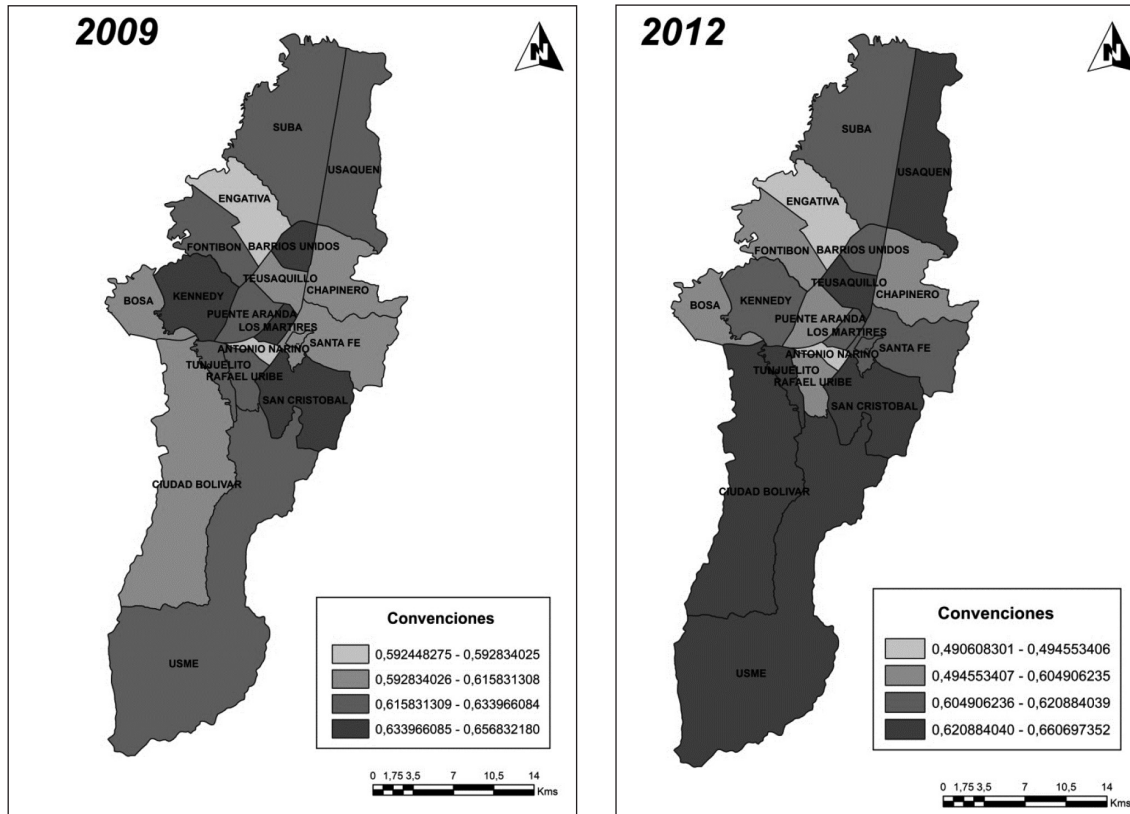 2009
N
SUBA
USAQUEN
ENGATIVA
FONTIBON
BARRIOS UNIDOS
TEUSAQUILLO
CHAPINERO
BOSA
KENNEDY
PUENTE ARANDA
LOS MARTIRES
SANTA FE
ANTONIO NARIÑO
TUNJUELITO
RAFAEL URIBE
SAN CRISTOBAL
CIUDAD BOLIVAR
USME
Convenciones
0,592448275 - 0,592834025
0,592834026 - 0,615831308
0,615831309 - 0,633966084
0,633966085 - 0,656832180
0 1,75 3,5 7 10,5 14
Kms
2012
N
SUBA
USAQUEN
ENGATIVA
FONTIBON
BARRIOS UNIDOS
TEUSAQUILLO
CHAPINERO
BOSA
KENNEDY
PUENTE ARANDA
LOS MARTIRES
SANTA FE
ANTONIO NARIÑO
TUNJUELITO
RAFAEL URIBE
SAN CRISTOBAL
CIUDAD BOLIVAR
USME
Convenciones
0,490608301 - 0,494553406
0,494553407 - 0,604906235
0,604906236 - 0,620884039
0,620884040 - 0,660697352
0 1,75 3,5 7 10,5 14
Kms